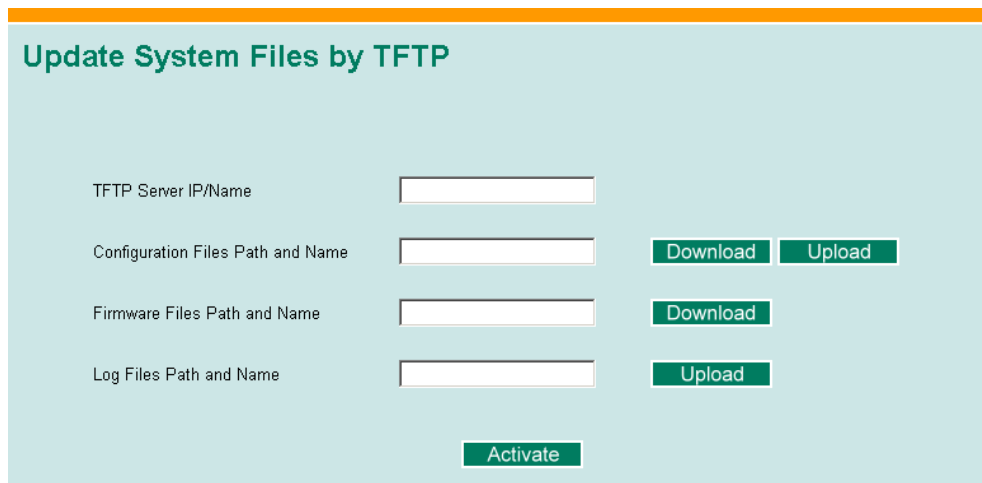 Update System Files by TFTP
TFTP Server IP/Name
Configuration Files Path and Name Download Upload
Firmware Files Path and Name Download
Log Files Path and Name Upload
Activate